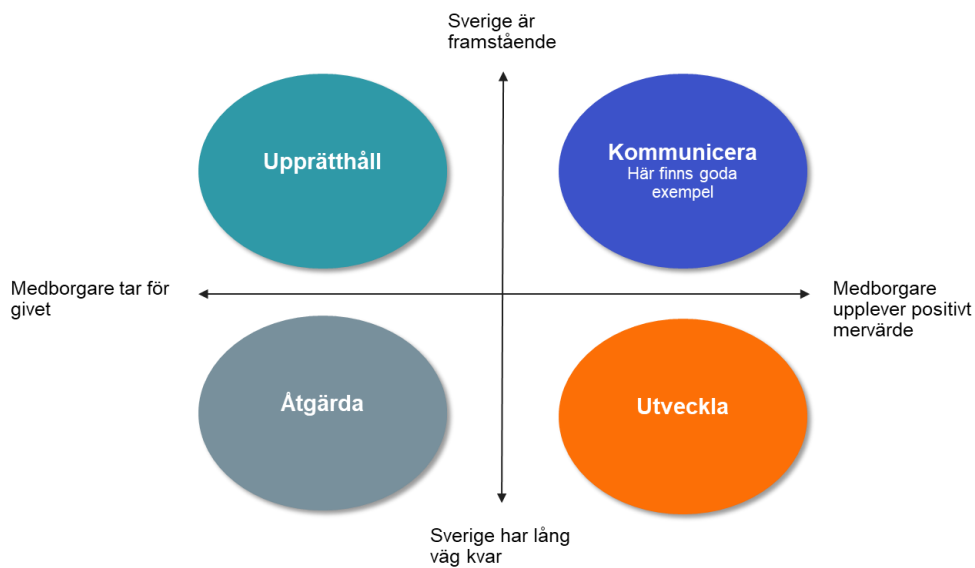 Sverige är
framstående
Upprätthåll
Kommunicera
Här finns goda
exempel
Medborgare tar för
givet
Medborgare
upplever positivt
mervärde
Åtgärda
Utveckla
Sverige har lång
väg kvar